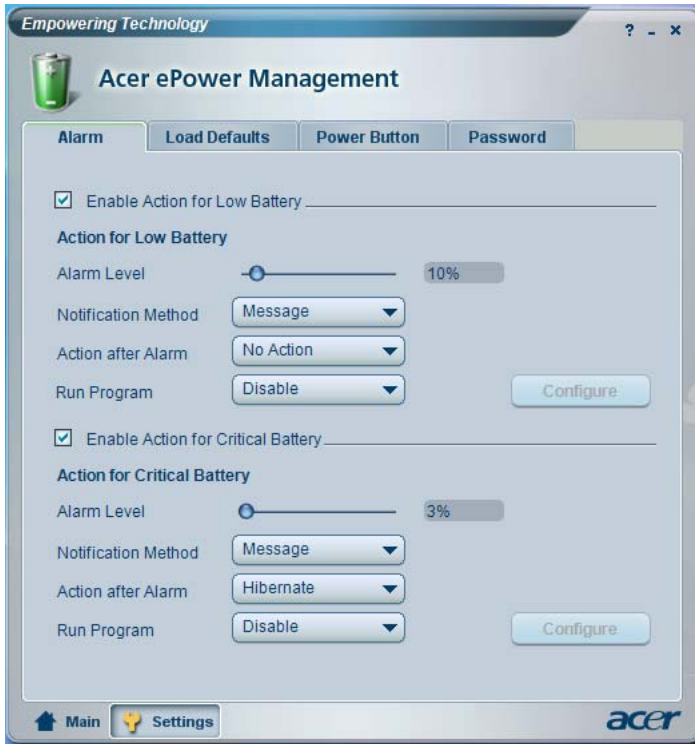 Empowering Technology
? - x
Acer ePower Management
Alarm Load Defaults Power Button Password
Enable Action for Low Battery
Action for Low Battery
Alarm Level 10%
Notification Method Message
Action after Alarm No Action
Run Program Disable Configure
Enable Action for Critical Battery
Action for Critical Battery
Alarm Level 3%
Notification Method Message
Action after Alarm Hibernate
Run Program Disable Configure
Main Settings acer